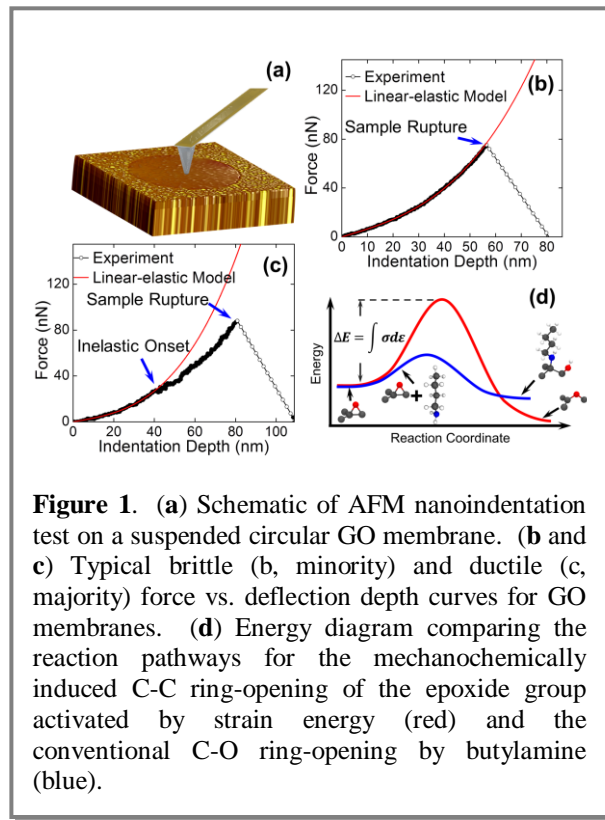 (a)
(b)
Experiment
Linear-elastic Model
Sample Rupture
Force (nN)
120
80
40
0
0 10 20 30 40 50 60 70 80
Indentation Depth (nm)
(c)
Experiment
Linear-elastic Model
Sample Rupture
Inelastic Onset
Force (nN)
120
80
40
0
0 20 40 60 80 100
Indentation Depth (nm)
(d)
ΔE = ∫ σdε
Energy
+
Reaction Coordinate
Figure 1. (a) Schematic of AFM nanoindentation
test on a suspended circular GO membrane. (b and
c) Typical brittle (b, minority) and ductile (c,
majority) force vs. deflection depth curves for GO
membranes. (d) Energy diagram comparing the
reaction pathways for the mechanochemically
induced C-C ring-opening of the epoxide group
activated by strain energy (red) and the
conventional C-O ring-opening by butylamine
(blue).